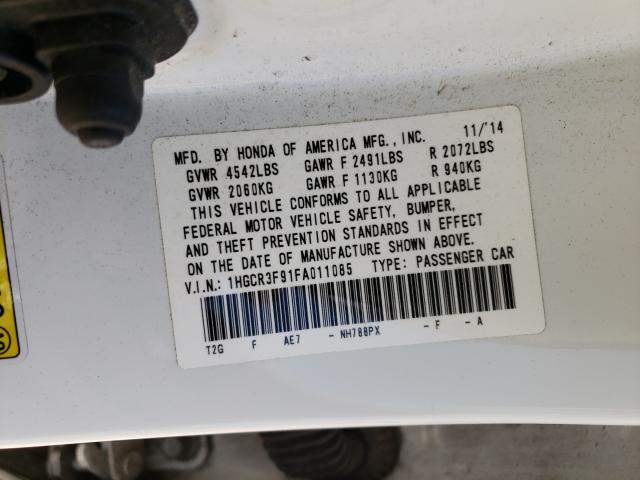 MFD. BY HONDA OF AMERICA MFG., INC. 11/'14
GVWR 4542LBS GAWR F 2491LBS R 2072LBS
GVWR 2060KG GAWR F 1130KG R 940KG
THIS VEHICLE CONFORMS TO ALL APPLICABLE
FEDERAL MOTOR VEHICLE SAFETY, BUMPER,
AND THEFT PREVENTION STANDARDS IN EFFECT
ON THE DATE OF MANUFACTURE SHOWN ABOVE.
V.I.N.: 1HGCR3F91FA011085 TYPE: PASSENGER CAR
T2G F AE7 - NH788PX - F - A